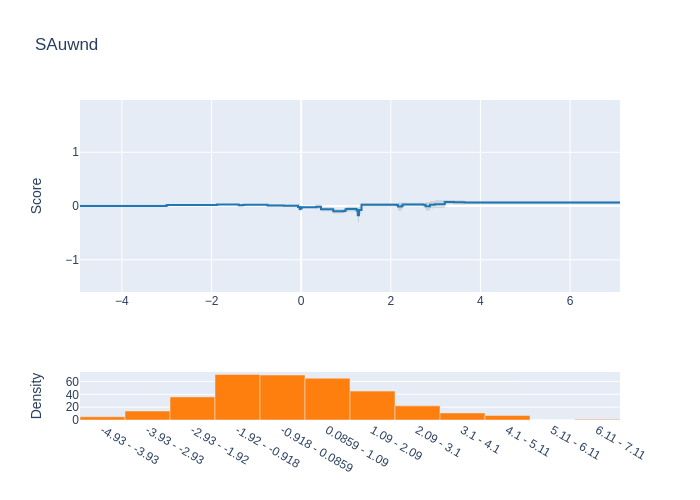 SAuwnd
Score
1
0
−1
−4
−2
0
2
4
6
Density
60
40
20
0
-4.93 - -3.93
-3.93 - -2.93
-2.93 - -1.92
-1.92 - -0.918
-0.918 - 0.0859
0.0859 - 1.09
1.09 - 2.09
2.09 - 3.1
3.1 - 4.1
4.1 - 5.11
5.11 - 6.11
6.11 - 7.11